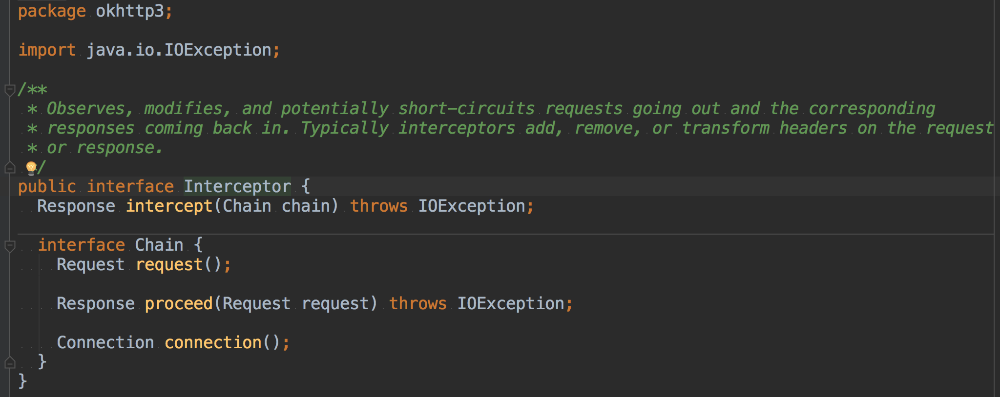 package okhttp3;
import java.io.IOException;
/**
* Observes, modifies, and potentially short-circuits requests going out and the corresponding
* responses coming back in. Typically interceptors add, remove, or transform headers on the request
* or response.
*/
public interface Interceptor {
Response intercept(Chain chain) throws IOException;
interface Chain {
Request request();
Response proceed(Request request) throws IOException;
Connection connection();
}
}